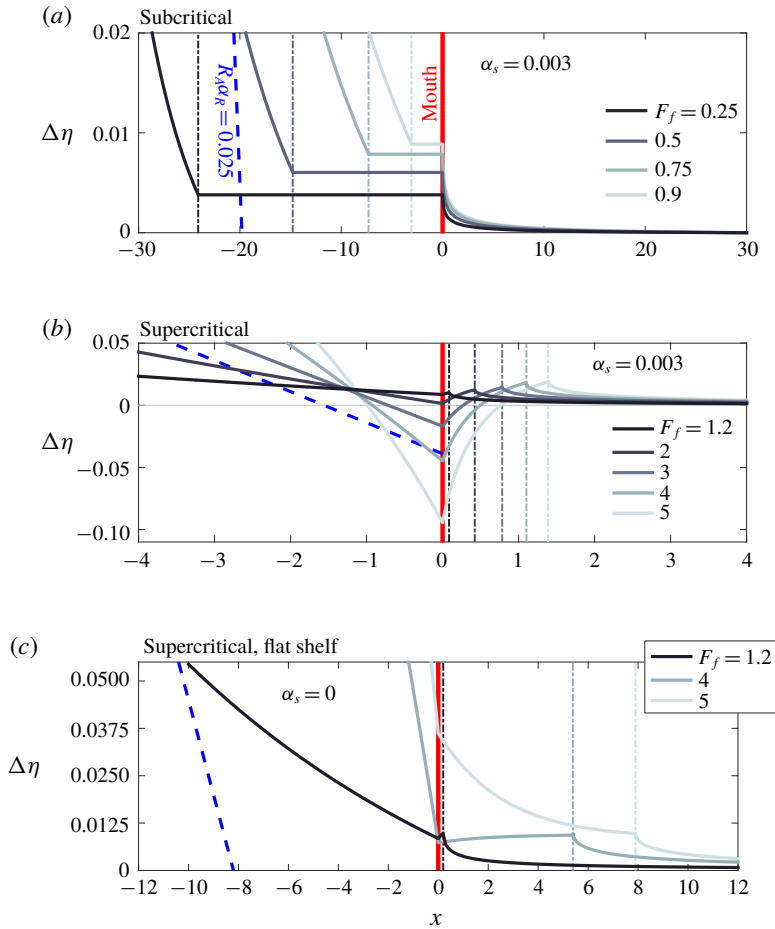 (a) Subcritical
0.02
0.01
0
Δη
R_Aα_R = 0.025
Mouth
α_s = 0.003
F_f = 0.25
0.5
0.75
0.9
−30 −20 −10 0 10 20 30
(b) Supercritical
0.05
0
−0.05
−0.10
Δη
α_s = 0.003
F_f = 1.2
2
3
4
5
−4 −3 −2 −1 0 1 2 3 4
(c) Supercritical, flat shelf
0.0500
0.0375
0.0250
0.0125
0
Δη
α_s = 0
F_f = 1.2
4
5
−12 −10 −8 −6 −4 −2 0 2 4 6 8 10 12
x